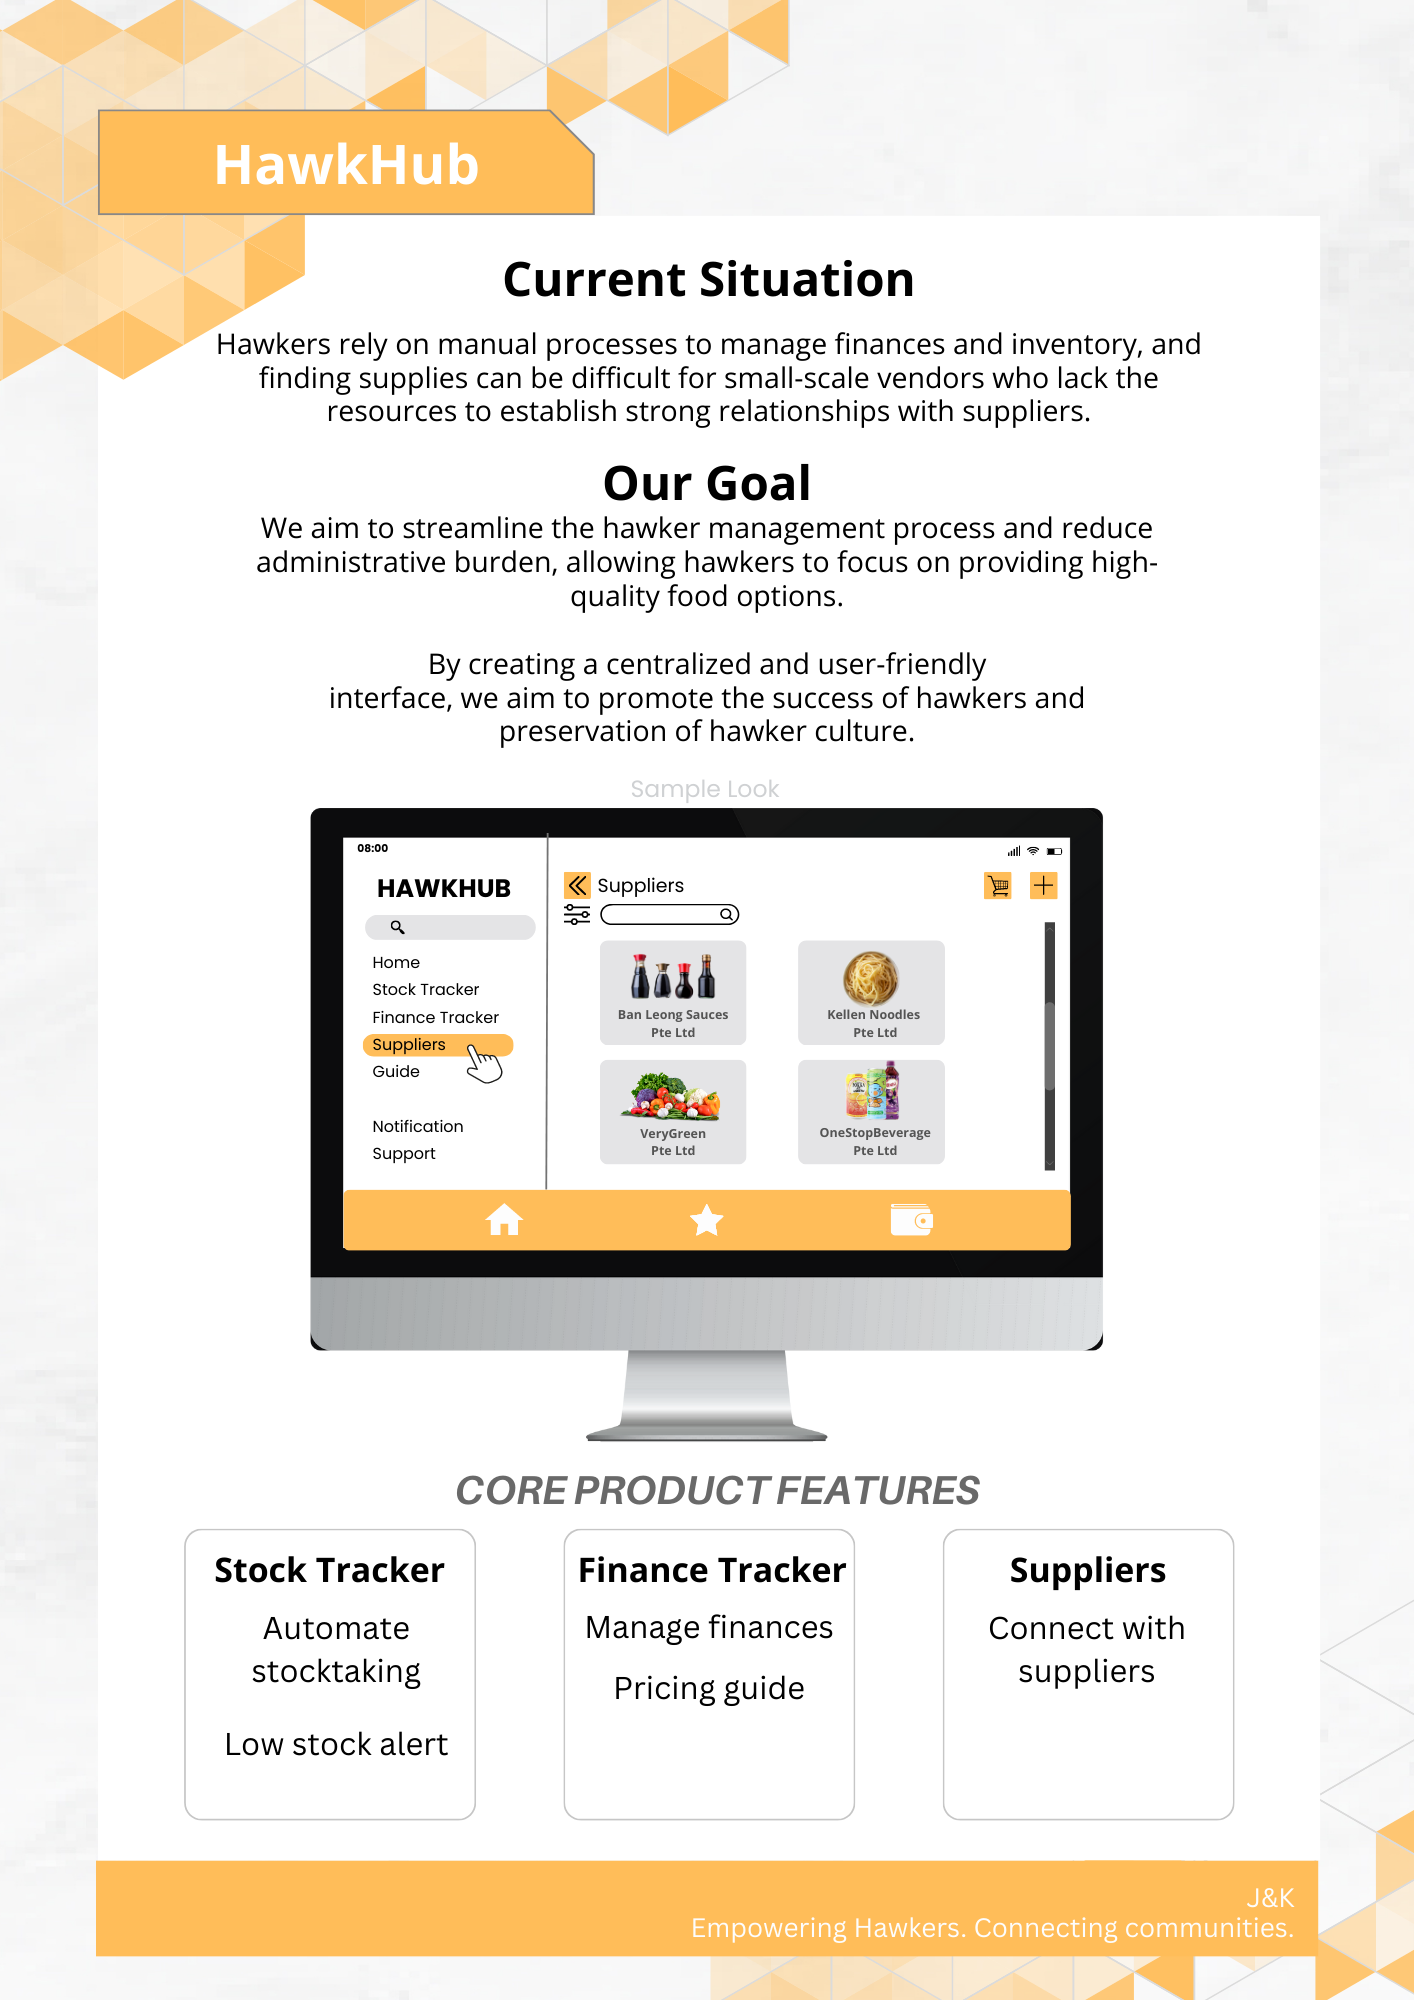 HawkHub
Current Situation
Hawkers rely on manual processes to manage finances and inventory, and
finding supplies can be difficult for small-scale vendors who lack the
resources to establish strong relationships with suppliers.
Our Goal
We aim to streamline the hawker management process and reduce
administrative burden, allowing hawkers to focus on providing high-
quality food options.
By creating a centralized and user-friendly
interface, we aim to promote the success of hawkers and
preservation of hawker culture.
Sample Look
08:00
HAWKHUB
Home
Stock Tracker
Finance Tracker
Suppliers
Guide
Notification
Support
Suppliers
Ban Leong Sauces
Pte Ltd
Kellen Noodles
Pte Ltd
VeryGreen
Pte Ltd
OneStopBeverage
Pte Ltd
CORE PRODUCT FEATURES
Stock Tracker
Automate
stocktaking
Low stock alert
Finance Tracker
Manage finances
Pricing guide
Suppliers
Connect with
suppliers
J&K
Empowering Hawkers. Connecting communities.